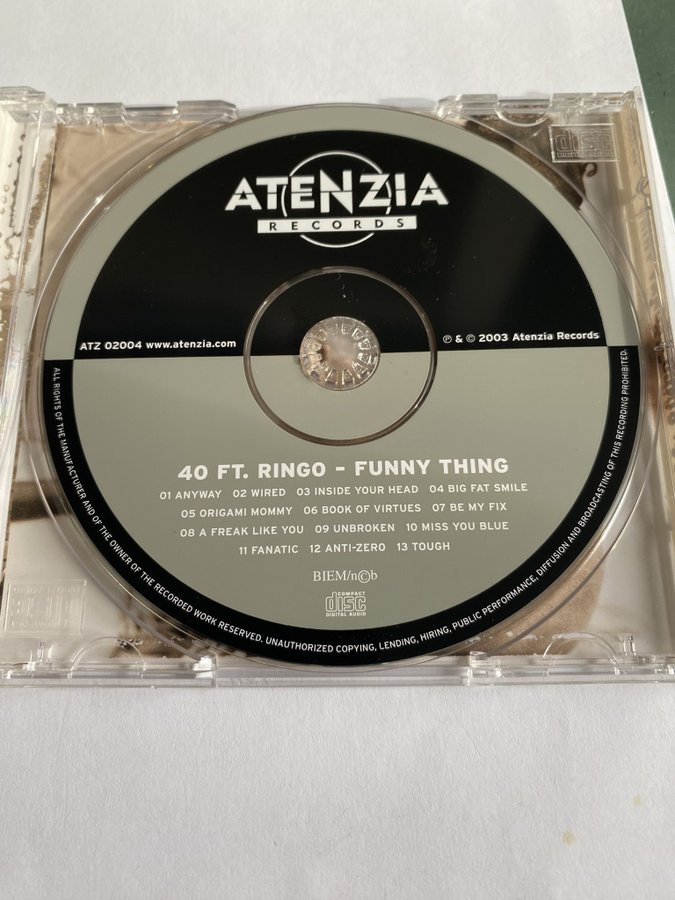 ATENZIA
RECORDS
ATZ 02004 www.atenzia.com
℗ & © 2003 Atenzia Records
40 FT. RINGO - FUNNY THING
01 ANYWAY 02 WIRED 03 INSIDE YOUR HEAD 04 BIG FAT SMILE
05 ORIGAMI MOMMY 06 BOOK OF VIRTUES 07 BE MY FIX
08 A FREAK LIKE YOU 09 UNBROKEN 10 MISS YOU BLUE
11 FANATIC 12 ANTI-ZERO 13 TOUGH
BIEM/n©b
COMPACT
disc
DIGITAL AUDIO
ALL RIGHTS OF THE MANUFACTURER AND OF THE OWNER OF THE RECORDED WORK RESERVED. UNAUTHORIZED COPYING, LENDING, HIRING, PUBLIC PERFORMANCE, DIFFUSION AND BROADCASTING OF THIS RECORDING PROHIBITED.
disc